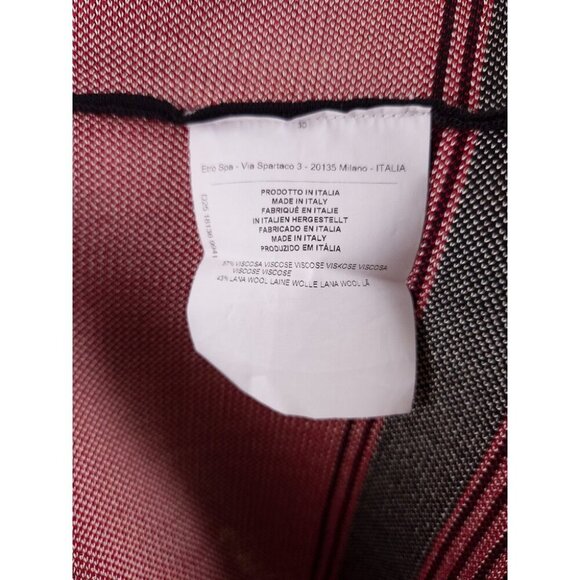 Etro Spa - Via Spartaco 3 - 20135 Milano - ITALIA
PRODOTTO IN ITALIA
MADE IN ITALY
FABRIQUÉ EN ITALIE
IN ITALIEN HERGESTELLT
FABRICADO EN ITALIA
MADE IN ITALY
PRODUZIDO EM ITÁLIA
57% VISCOSA VISCOSE VISCOSE VISKOSE VISCOSA
VISCOSE VISCOSE
43% LANA WOOL LAINE WOLLE LANA WOOL LÃ